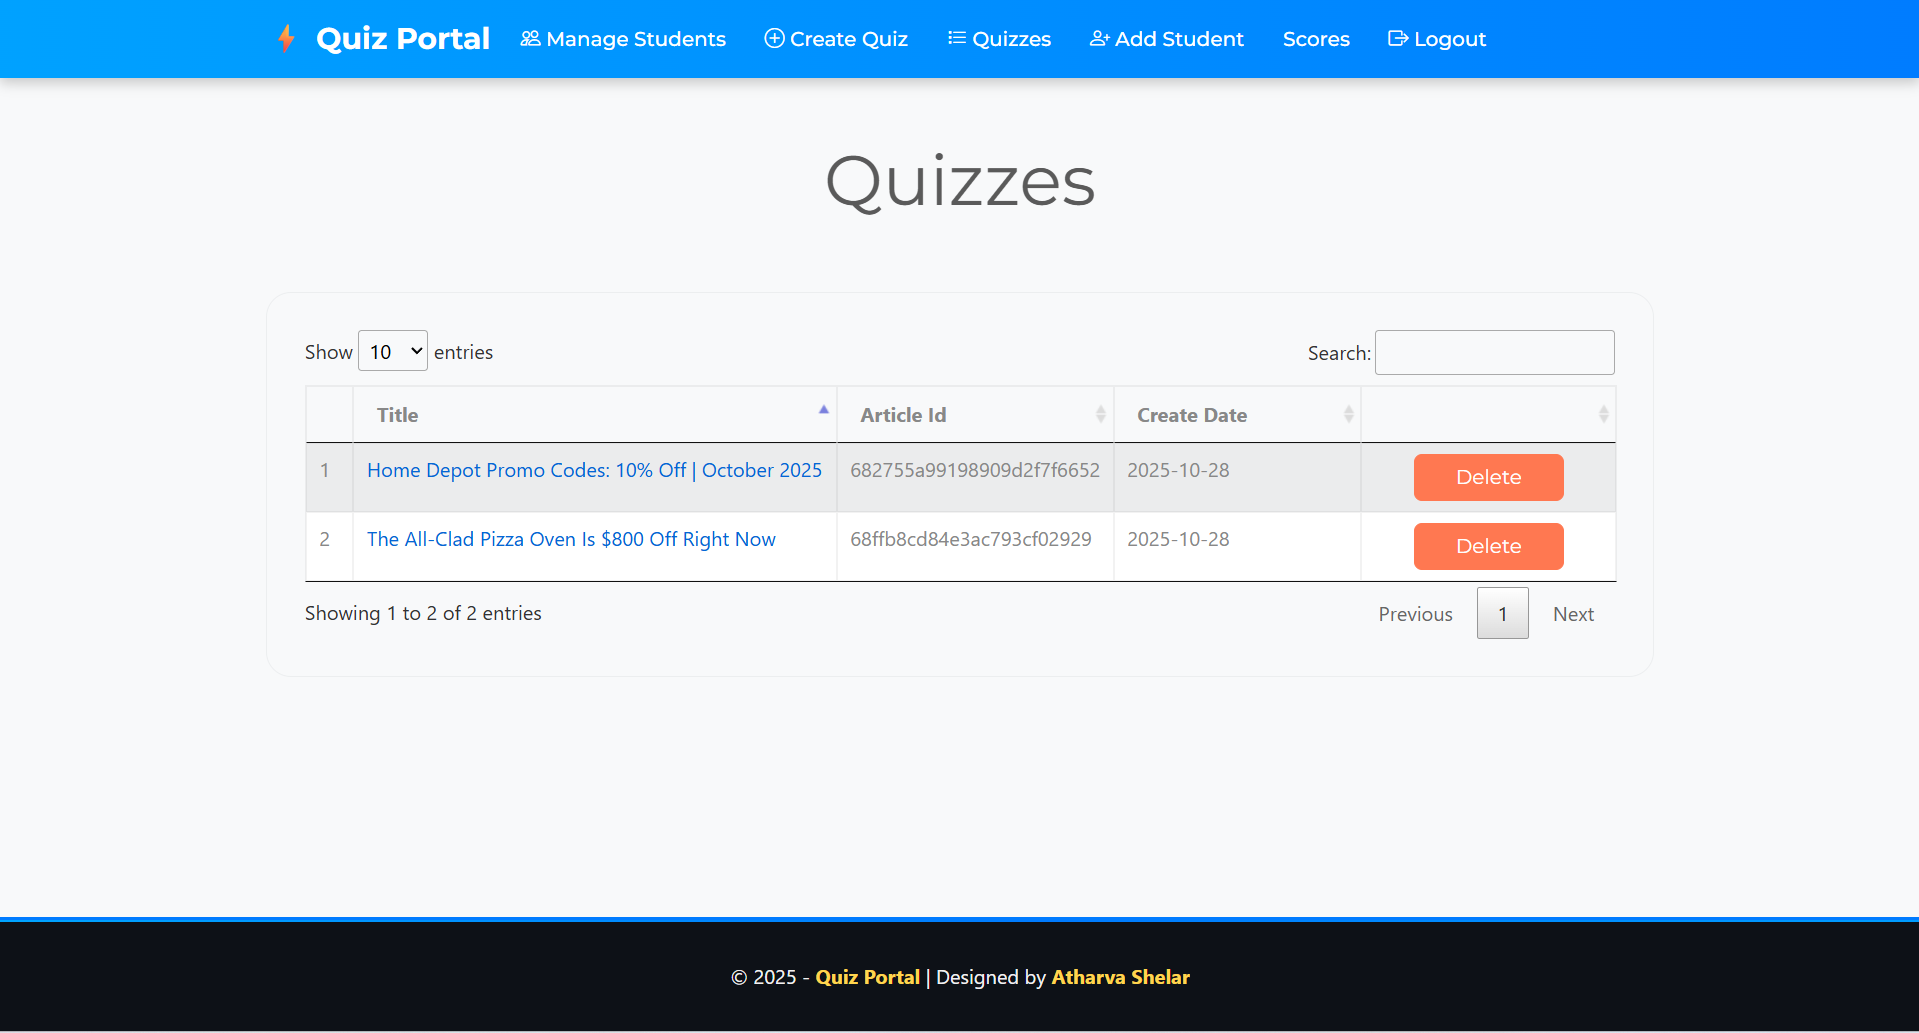 Quiz Portal Manage Students Create Quiz Quizzes Add Student Scores Logout
Quizzes
Show 10 entries Search:
Title Article Id Create Date
1 Home Depot Promo Codes: 10% Off | October 2025 682755a99198909d2f7f6652 2025-10-28 Delete
2 The All-Clad Pizza Oven Is $800 Off Right Now 68ffb8cd84e3ac793cf02929 2025-10-28 Delete
Showing 1 to 2 of 2 entries Previous 1 Next
© 2025 - Quiz Portal | Designed by Atharva Shelar